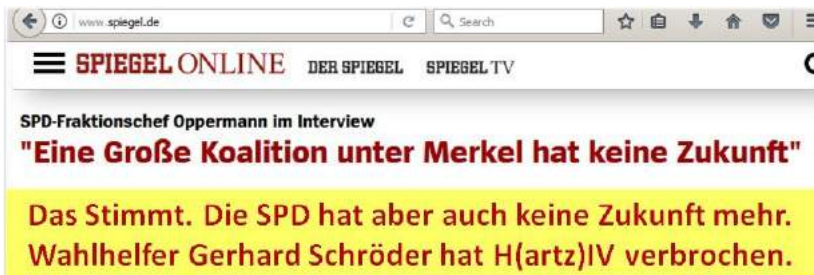 www.spiegel.de
Search
SPIEGEL ONLINE DER SPIEGEL SPIEGEL TV
SPD-Fraktionschef Oppermann im Interview
"Eine Große Koalition unter Merkel hat keine Zukunft"
Das Stimmt. Die SPD hat aber auch keine Zukunft mehr.
Wahlhelfer Gerhard Schröder hat H(artz)IV verbrochen.